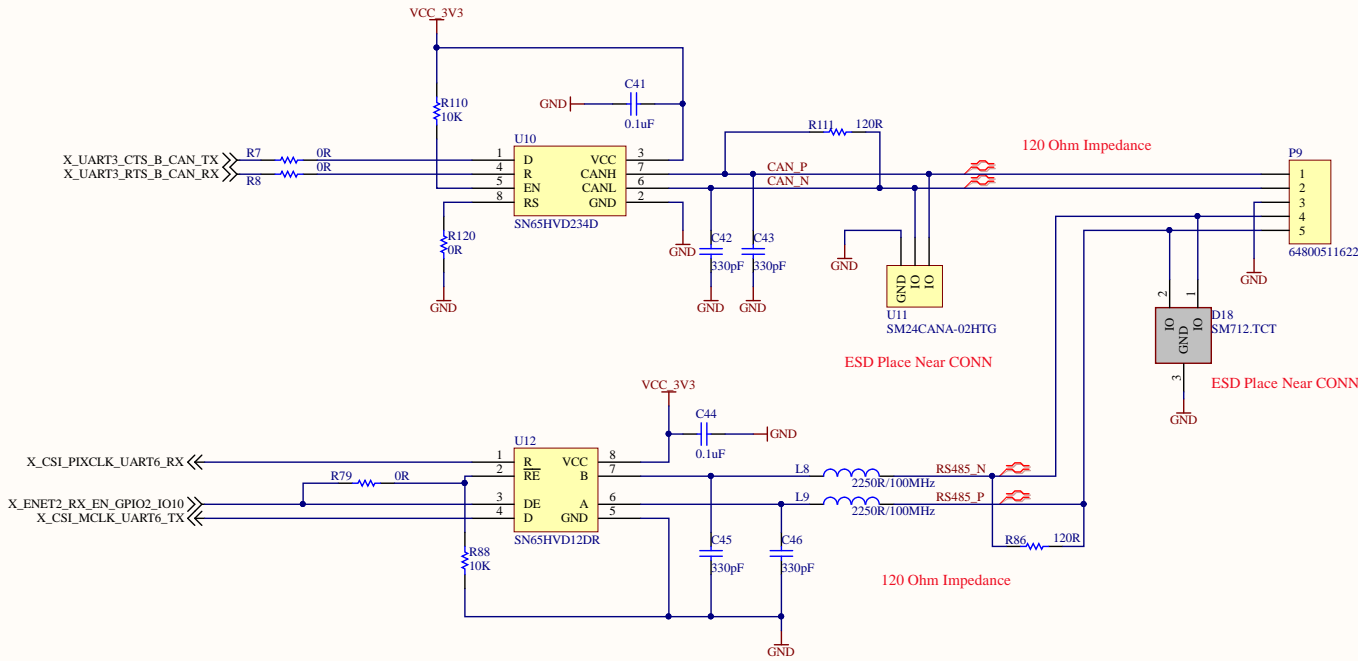 VCC_3V3
C41
GND
0.1uF
R110
10K
R111
120R
120 Ohm Impedance
U10
P9
X_UART3_CTS_B_CAN_TX
R7
0R
1
D
VCC
3
X_UART3_RTS_B_CAN_RX
R8
0R
4
R
CANH
7
CAN_P
5
EN
CANL
6
CAN_N
8
RS
GND
2
SN65HVD234D
1
2
3
4
5
64800511622
R120
0R
GND
GND
C42
330pF
GND
C43
330pF
GND
GND
GND
IO
IO
U11
SM24CANA-02HTG
ESD Place Near CONN
GND
2
1
IO
GND
IO
D18
SM712.TCT
3
GND
ESD Place Near CONN
VCC_3V3
C44
GND
0.1uF
U12
X_CSI_PIXCLK_UART6_RX
1
R
VCC
8
R79
0R
2
RE
B
7
L8
2250R/100MHz
RS485_N
X_ENET2_RX_EN_GPIO2_IO10
3
DE
A
6
L9
2250R/100MHz
RS485_P
X_CSI_MCLK_UART6_TX
4
D
GND
5
SN65HVD12DR
R88
10K
C45
330pF
C46
330pF
R86
120R
120 Ohm Impedance
GND